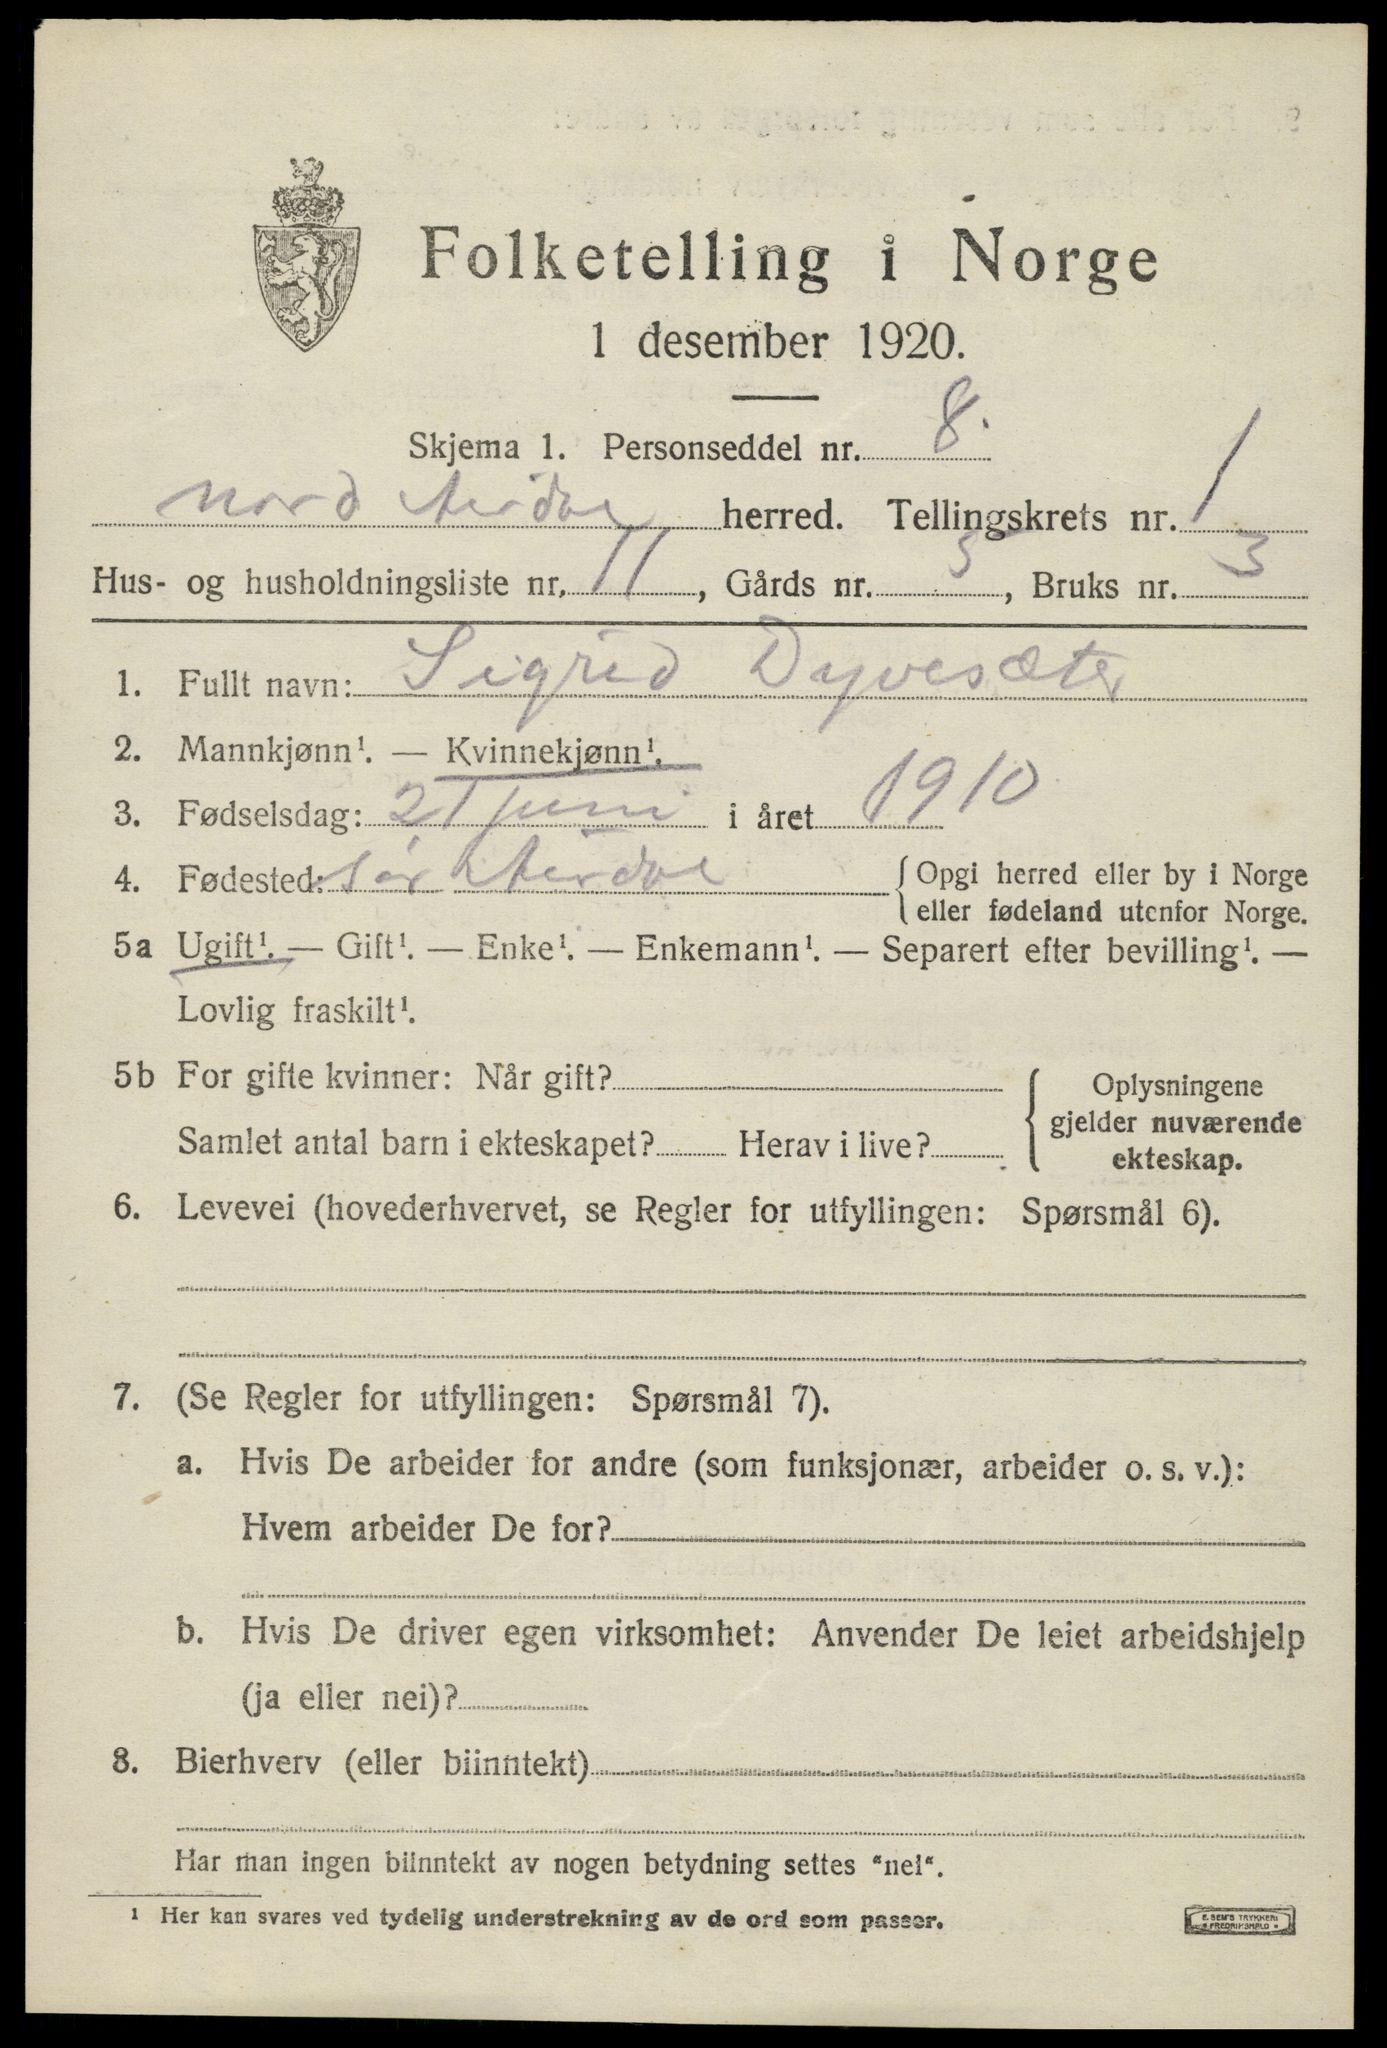 Folketelling i Norge
1 desember 1920.
Skjema 1. Personseddel nr. 8.
Nord Aurdal herred. Tellingskrets nr. 1
Hus- og husholdningsliste nr. 11, Gårds nr. 5, Bruks nr. 3
1. Fullt navn: Sigrid Dyvesæter
2. Mannkjønn¹. — Kvinnekjønn¹.
3. Fødselsdag: 21 juni i året 1910
4. Fødested: Sør Aurdal { Opgi herred eller by i Norge
eller fødeland utenfor Norge.
5a Ugift¹. — Gift¹. — Enke¹. — Enkemann¹. — Separert efter bevilling¹. —
Lovlig fraskilt¹.
5b For gifte kvinner: Når gift?
Samlet antal barn i ekteskapet? Herav i live?
{ Oplysningene
gjelder nuværende
ekteskap.
6. Levevei (hovederhvervet, se Regler for utfyllingen: Spørsmål 6).
7. (Se Regler for utfyllingen: Spørsmål 7).
a. Hvis De arbeider for andre (som funksjonær, arbeider o. s. v.):
Hvem arbeider De for?
b. Hvis De driver egen virksomhet: Anvender De leiet arbeidshjelp
(ja eller nei)?
8. Bierhverv (eller biinntekt)
Har man ingen biinntekt av nogen betydning settes "nei".
¹ Her kan svares ved tydelig understrekning av de ord som passer.
E. SEM'S TRYKKERI
FREDRIKSHALD